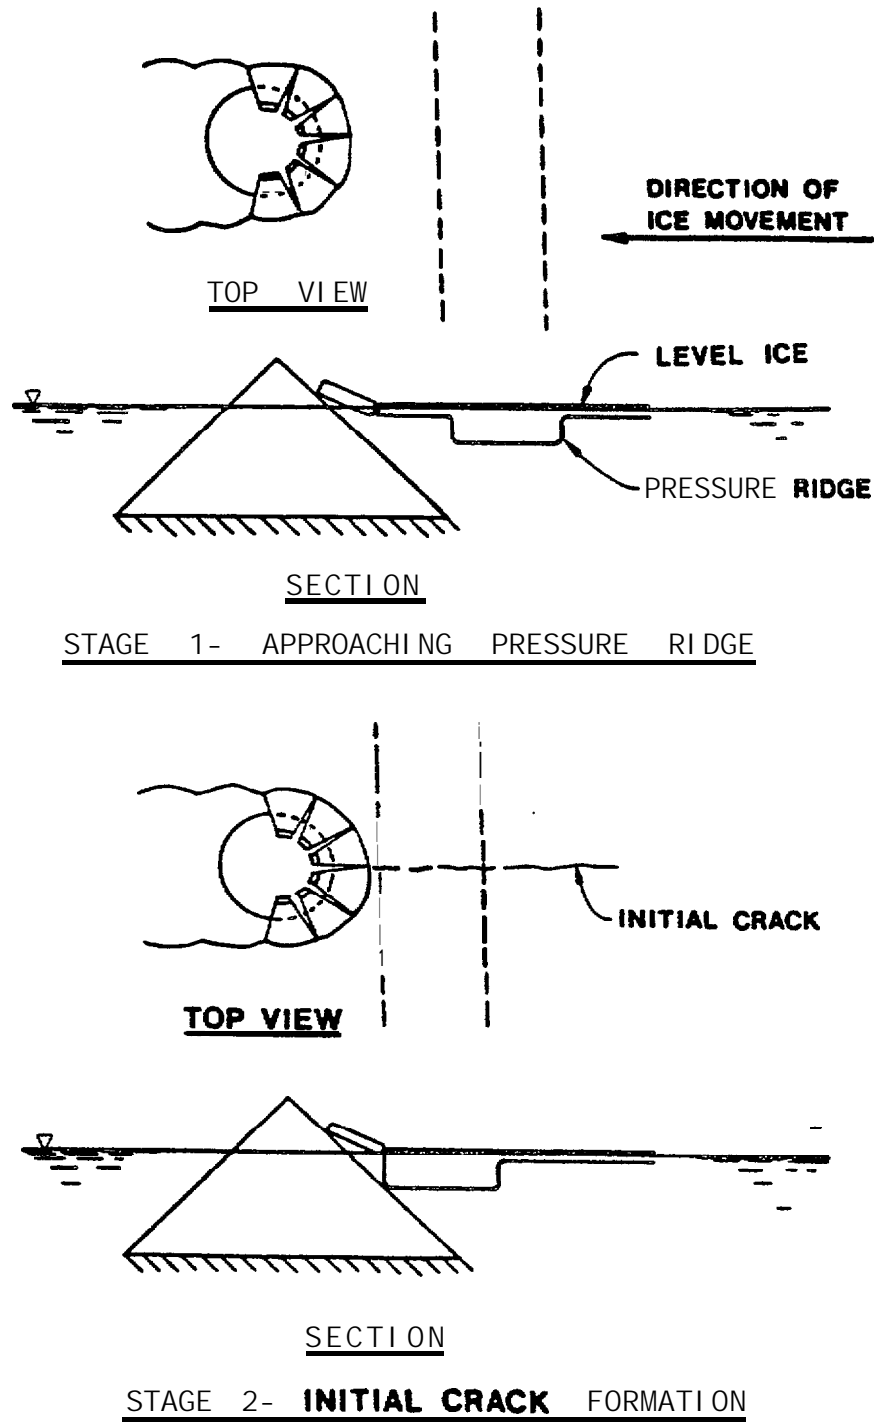 DIRECTION OF
ICE MOVEMENT
TOP VIEW
LEVEL ICE
PRESSURE RIDGE
SECTION
STAGE 1- APPROACHING PRESSURE RIDGE
INITIAL CRACK
TOP VIEW
SECTION
STAGE 2- INITIAL CRACK FORMATION